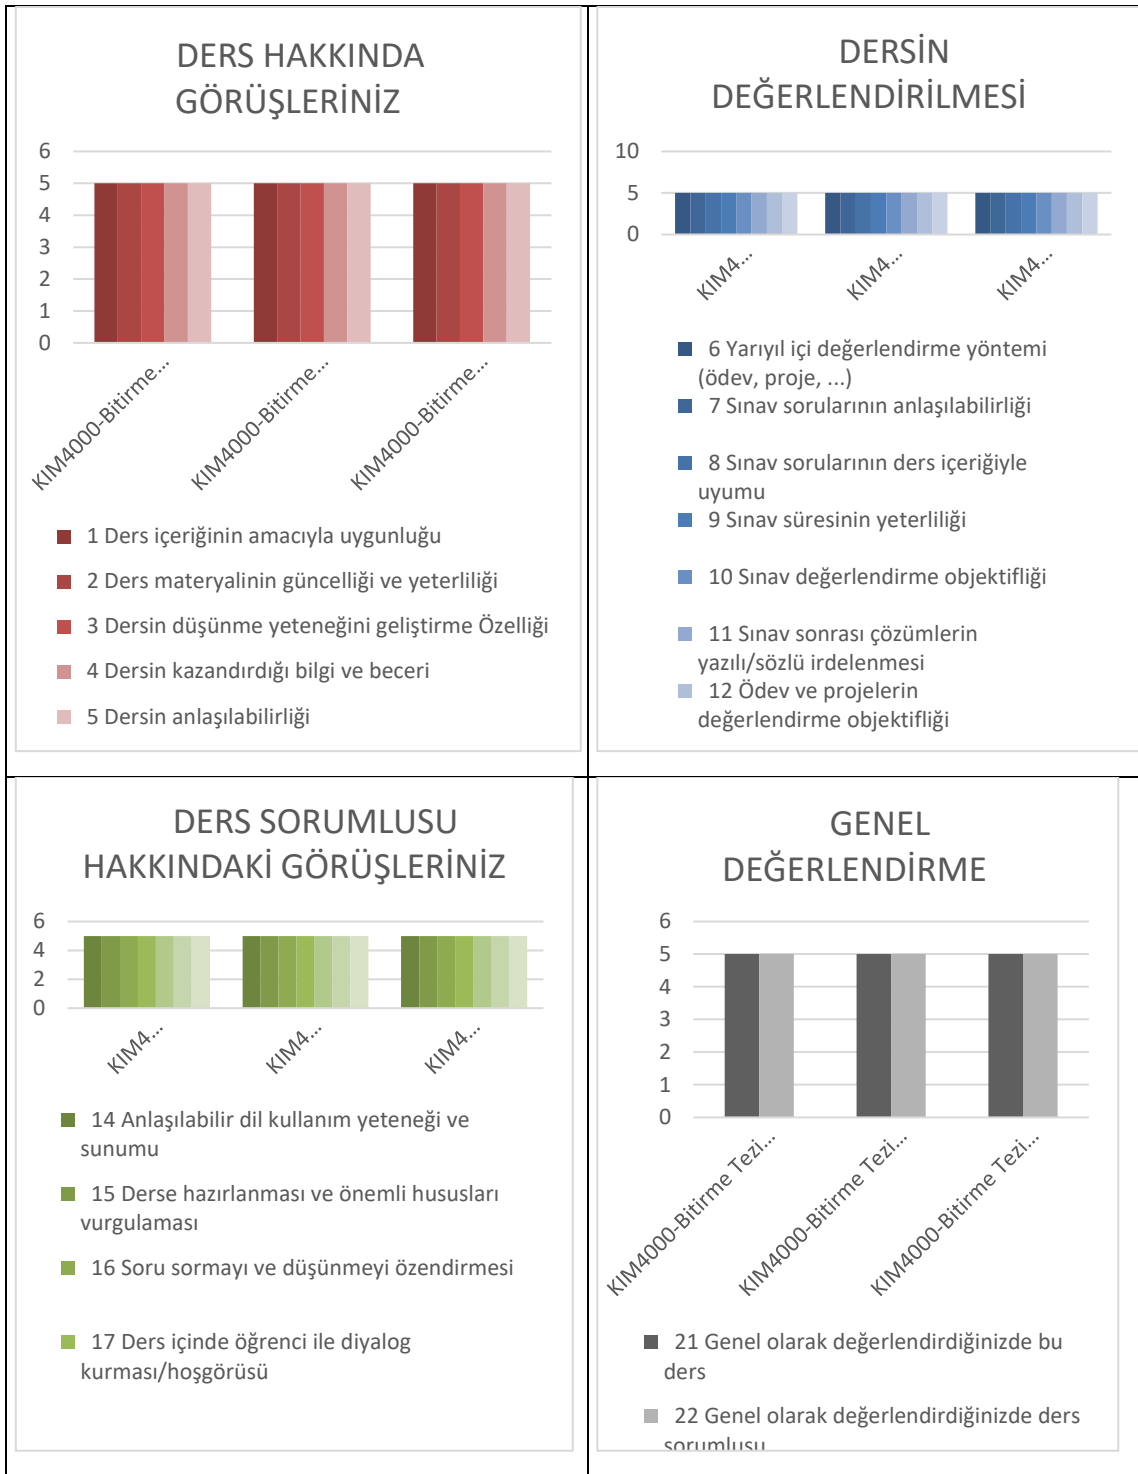 DERS HAKKINDA
GÖRÜŞLERİNİZ
6
5
4
3
2
1
0
KIM4000-Bitirme...
KIM4000-Bitirme...
KIM4000-Bitirme...
1 Ders içeriğinin amacıyla uygunluğu
2 Ders materyalinin güncelliği ve yeterliliği
3 Dersin düşünme yeteneğini geliştirme Özelliği
4 Dersin kazandırdığı bilgi ve beceri
5 Dersin anlaşılabilirliği
DERSİN
DEĞERLENDİRİLMESİ
10
5
0
KIM4...
KIM4...
KIM4...
6 Yarıyıl içi değerlendirme yöntemi
(ödev, proje, ...)
7 Sınav sorularının anlaşılabilirliği
8 Sınav sorularının ders içeriğiyle
uyumu
9 Sınav süresinin yeterliliği
10 Sınav değerlendirme objektifliği
11 Sınav sonrası çözümlerin
yazılı/sözlü irdelenmesi
12 Ödev ve projelerin
değerlendirme objektifliği
DERS SORUMLUSU
HAKKINDAKİ GÖRÜŞLERİNİZ
6
4
2
0
KIM4...
KIM4...
KIM4...
14 Anlaşılabilir dil kullanım yeteneği ve
sunumu
15 Derse hazırlanması ve önemli hususları
vurgulaması
16 Soru sormayı ve düşünmeyi özendirmesi
17 Ders içinde öğrenci ile diyalog
kurması/hoşgörüsü
GENEL
DEĞERLENDİRME
6
5
4
3
2
1
0
KIM4000-Bitirme Tezi...
KIM4000-Bitirme Tezi...
KIM4000-Bitirme Tezi...
21 Genel olarak değerlendirdiğinizde bu
ders
22 Genel olarak değerlendirdiğinizde ders
sorumlusu